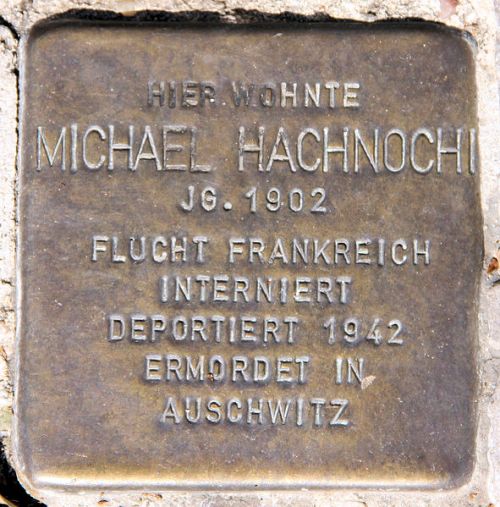 HIER WOHNTE
MICHAEL HACHNOCHI
JG. 1902
FLUCHT FRANKREICH
INTERNIERT
DEPORTIERT 1942
ERMORDET IN
AUSCHWITZ